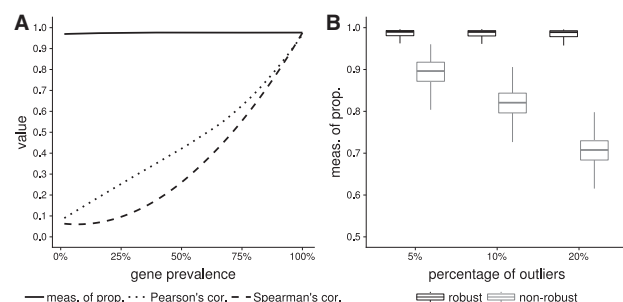 A
value
1.0
0.9
0.8
0.7
0.6
0.5
0.4
0.3
0.2
0.1
0.0
0%
25%
50%
75%
100%
gene prevalence
meas. of prop.
Pearson's cor.
Spearman's cor.
B
meas. of prop.
1.0
0.9
0.8
0.7
0.6
0.5
5%
10%
20%
percentage of outliers
robust
non-robust